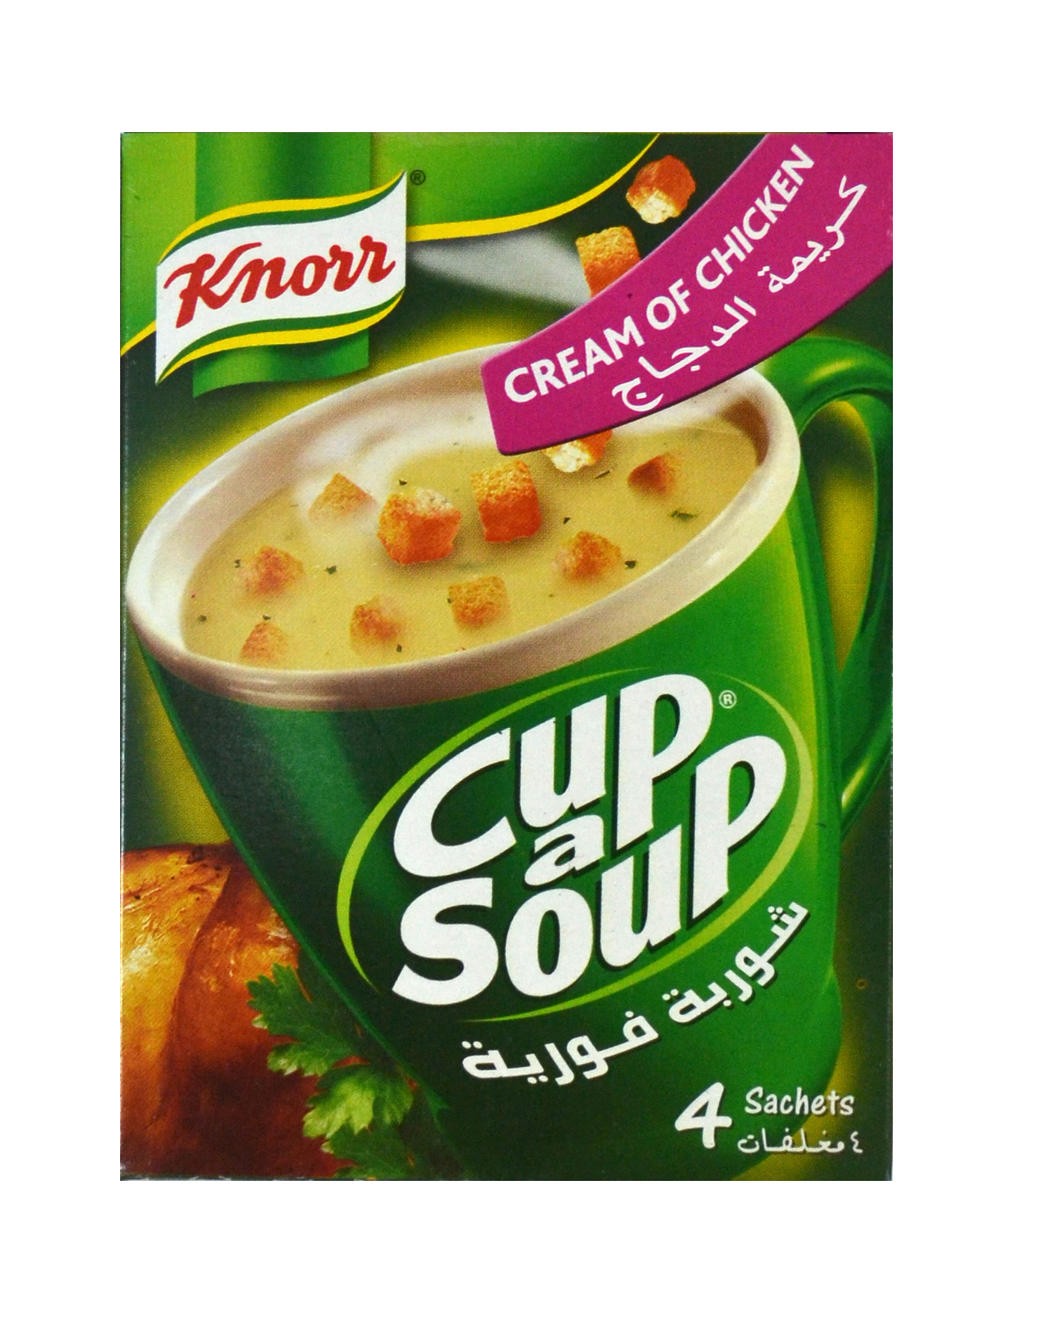 Knorr®
CREAM OF CHICKEN
كريمة الدجاج
Cup®
a
Soup
شوربة فورية
4 Sachets
٤ مغلفات